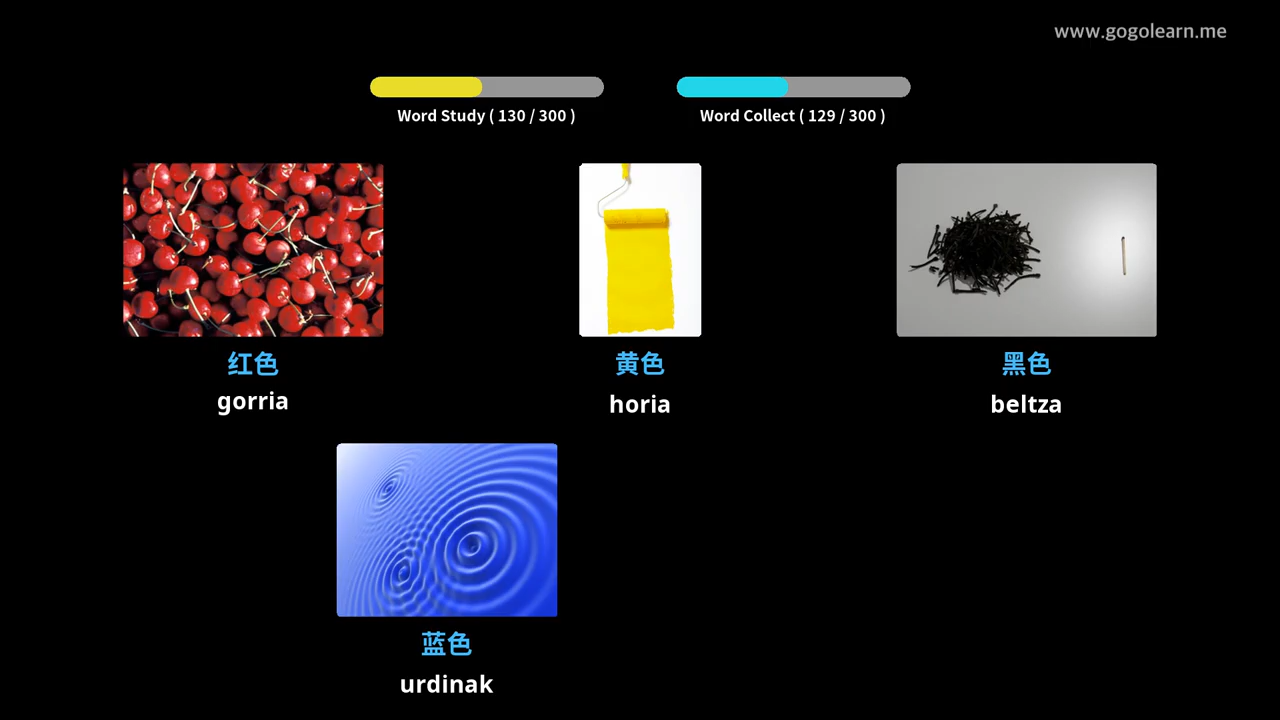 www.gogolearn.me
Word Study ( 130 / 300 )
Word Collect ( 129 / 300 )
红色
黄色
黑色
gorria
horia
beltza
蓝色
urdinak